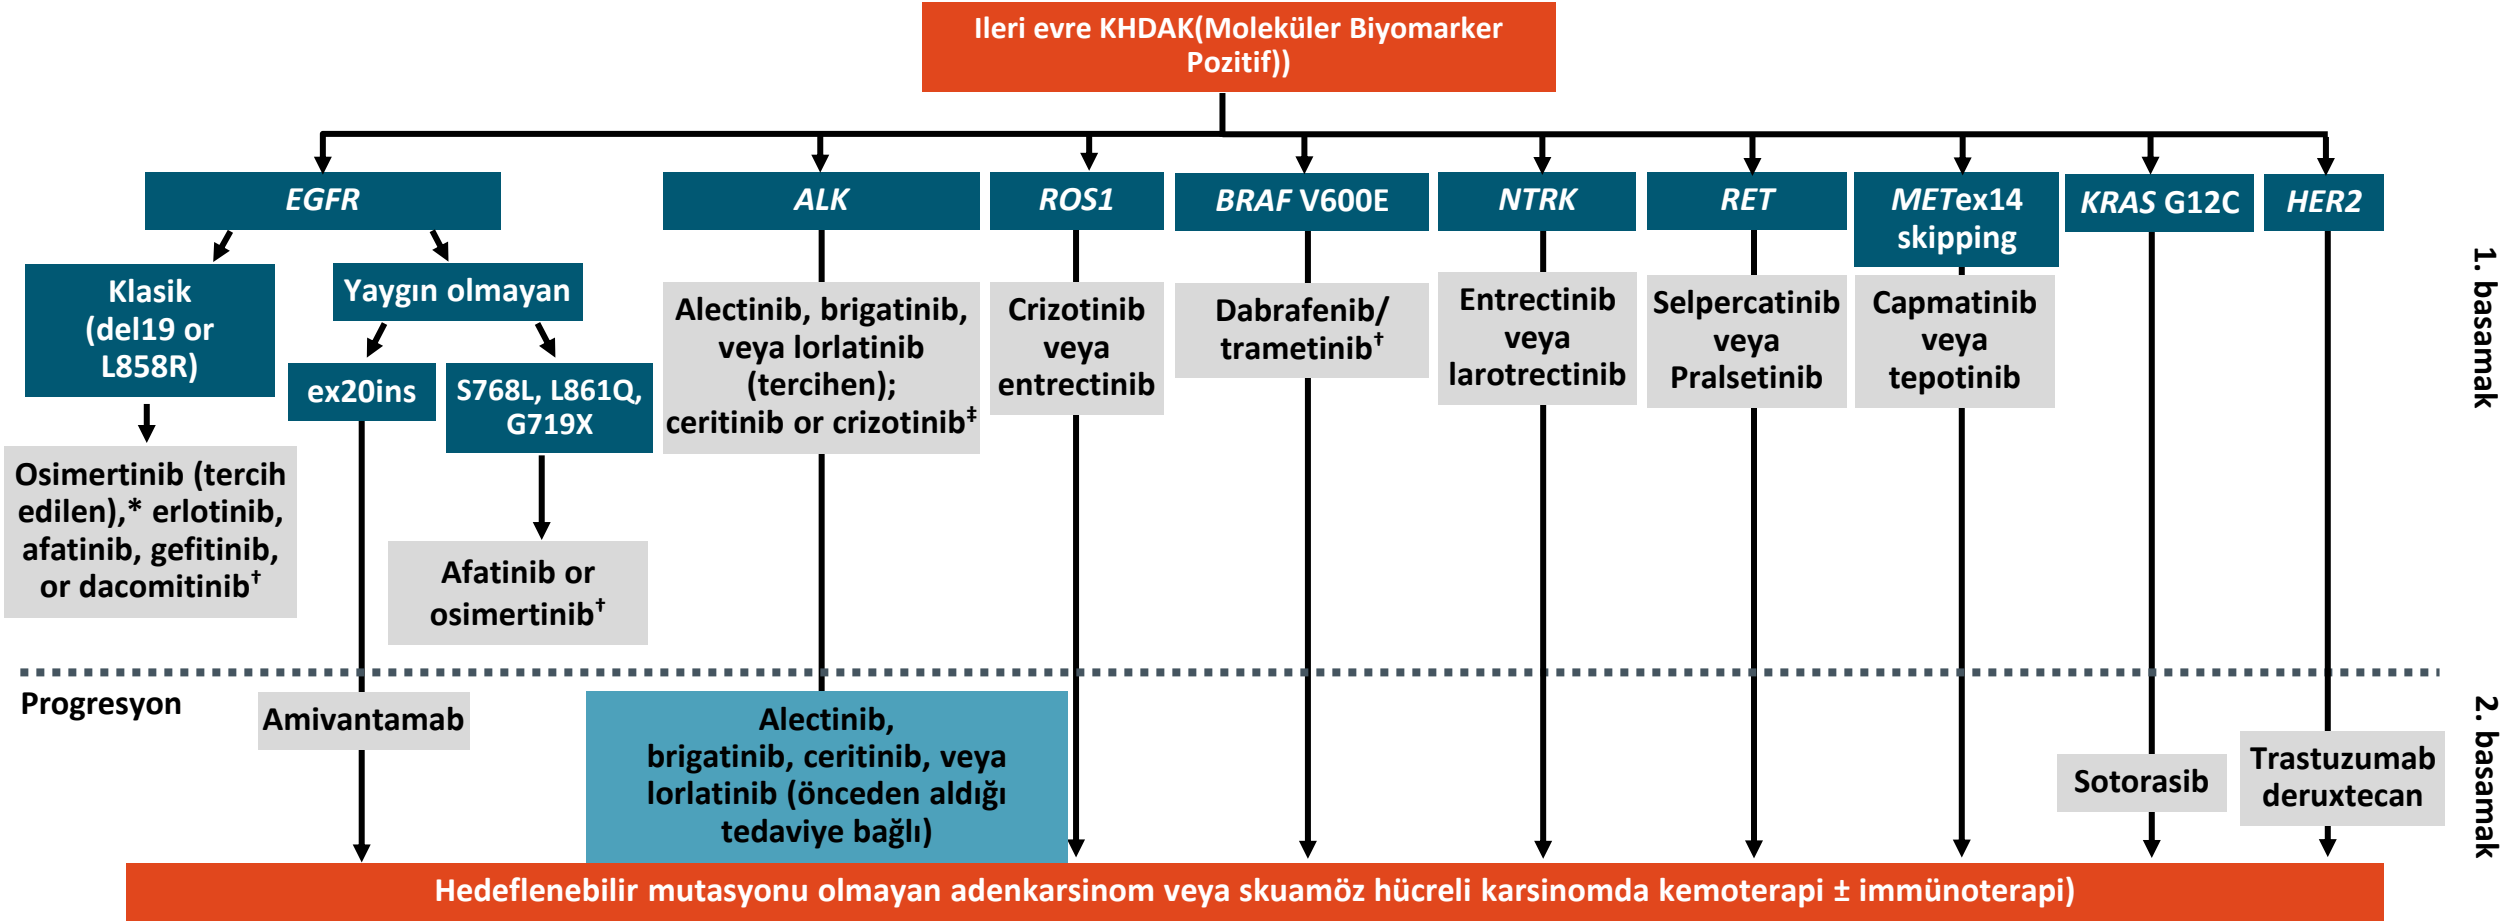 Ileri evre KHDAK(Moleküler Biyomarker
Pozitif))
EGFR
ALK
ROS1
BRAF V600E
NTRK
RET
METex14
skipping
KRAS G12C
HER2
1. basamak
Klasik
(del19 or
L858R)
Yaygın olmayan
ex20ins
S768L, L861Q,
G719X
Osimertinib (tercih
edilen),* erlotinib,
afatinib, gefitinib,
or dacomitinib†
Afatinib or
osimertinib†
Alectinib, brigatinib,
veya lorlatinib
(tercihen);
ceritinib or crizotinib‡
Crizotinib
veya
entrectinib
Dabrafenib/
trametinib†
Entrectinib
veya
larotrectinib
Selpercatinib
veya
Pralsetinib
Capmatinib
veya
tepotinib
Progresyon
2. basamak
Amivantamab
Alectinib,
brigatinib, ceritinib, veya
lorlatinib (önceden aldığı
tedaviye bağlı)
Sotorasib
Trastuzumab
deruxtecan
Hedeflenebilir mutasyonu olmayan adenkarsinom veya skuamöz hücreli karsinomda kemoterapi ± immünoterapi)